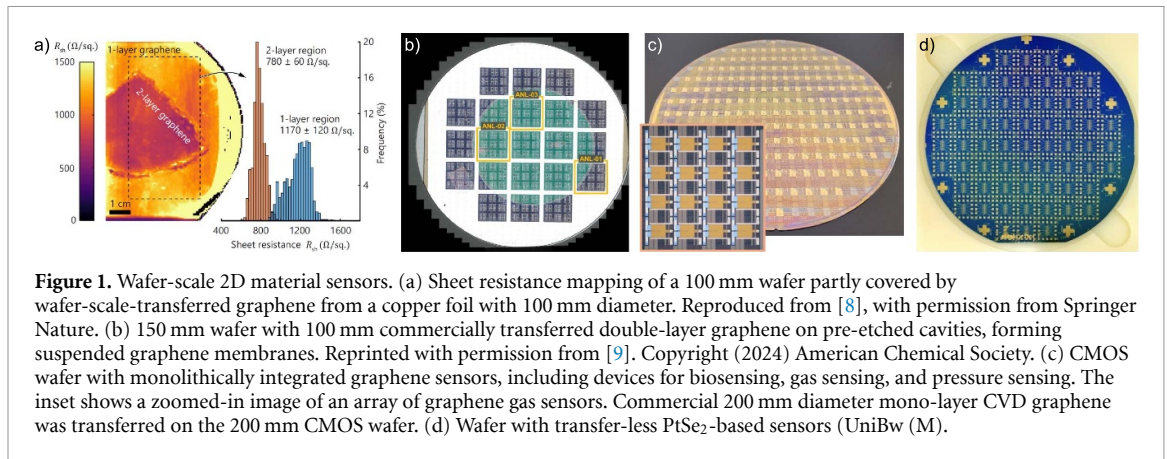 a)
R_sh (Ω/sq.)
1500
1000
500
0
1-layer graphene
2-layer graphene
1 cm
2-layer region
780 ± 60 Ω/sq.
1-layer region
1170 ± 120 Ω/sq.
20
16
12
8
4
Frequency (%)
400 800 1200 1600
Sheet resistance R_sh (Ω/sq.)
b)
ANL-03
ANL-02
ANL-01
c)
d)
Figure 1. Wafer-scale 2D material sensors. (a) Sheet resistance mapping of a 100 mm wafer partly covered by
wafer-scale-transferred graphene from a copper foil with 100 mm diameter. Reproduced from [8], with permission from Springer
Nature. (b) 150 mm wafer with 100 mm commercially transferred double-layer graphene on pre-etched cavities, forming
suspended graphene membranes. Reprinted with permission from [9]. Copyright (2024) American Chemical Society. (c) CMOS
wafer with monolithically integrated graphene sensors, including devices for biosensing, gas sensing, and pressure sensing. The
inset shows a zoomed-in image of an array of graphene gas sensors. Commercial 200 mm diameter mono-layer CVD graphene
was transferred on the 200 mm CMOS wafer. (d) Wafer with transfer-less PtSe₂-based sensors (UniBw (M).